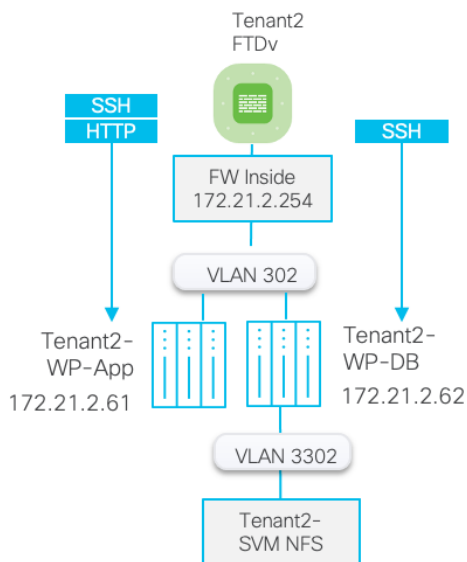 Tenant2
FTDv
SSH
HTTP
SSH
FW Inside
172.21.2.254
VLAN 302
Tenant2-
WP-App
172.21.2.61
Tenant2-
WP-DB
172.21.2.62
VLAN 3302
Tenant2-
SVM NFS